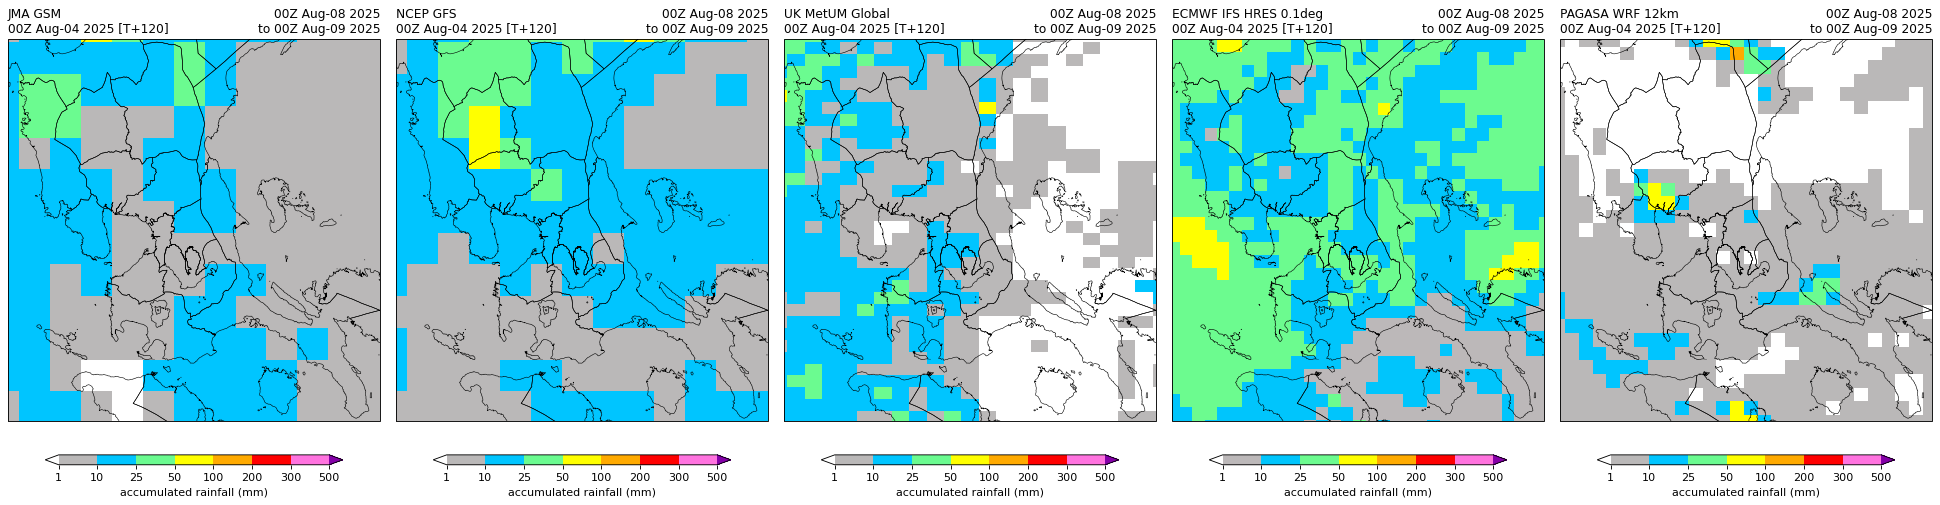 JMA GSM 00Z Aug-08 2025
00Z Aug-04 2025 [T+120] to 00Z Aug-09 2025
1 10 25 50 100 200 300 500
accumulated rainfall (mm)
NCEP GFS 00Z Aug-08 2025
00Z Aug-04 2025 [T+120] to 00Z Aug-09 2025
1 10 25 50 100 200 300 500
accumulated rainfall (mm)
UK MetUM Global 00Z Aug-08 2025
00Z Aug-04 2025 [T+120] to 00Z Aug-09 2025
1 10 25 50 100 200 300 500
accumulated rainfall (mm)
ECMWF IFS HRES 0.1deg 00Z Aug-08 2025
00Z Aug-04 2025 [T+120] to 00Z Aug-09 2025
1 10 25 50 100 200 300 500
accumulated rainfall (mm)
PAGASA WRF 12km 00Z Aug-08 2025
00Z Aug-04 2025 [T+120] to 00Z Aug-09 2025
1 10 25 50 100 200 300 500
accumulated rainfall (mm)